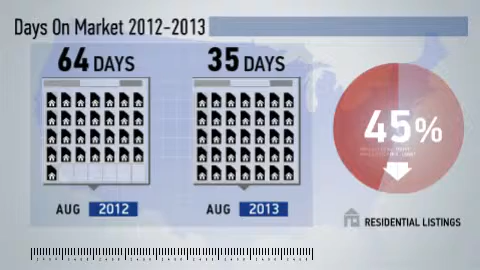 Days On Market 2012-2013
64 DAYS
35 DAYS
45%
AUG 2012
AUG 2013
RESIDENTIAL LISTINGS